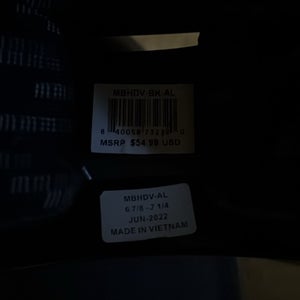 MBHDV-BK-AL
MSRP $54.99 USD
MBHDV-AL
6 7/8 - 7 1/4
JUN-2022
MADE IN VIETNAM